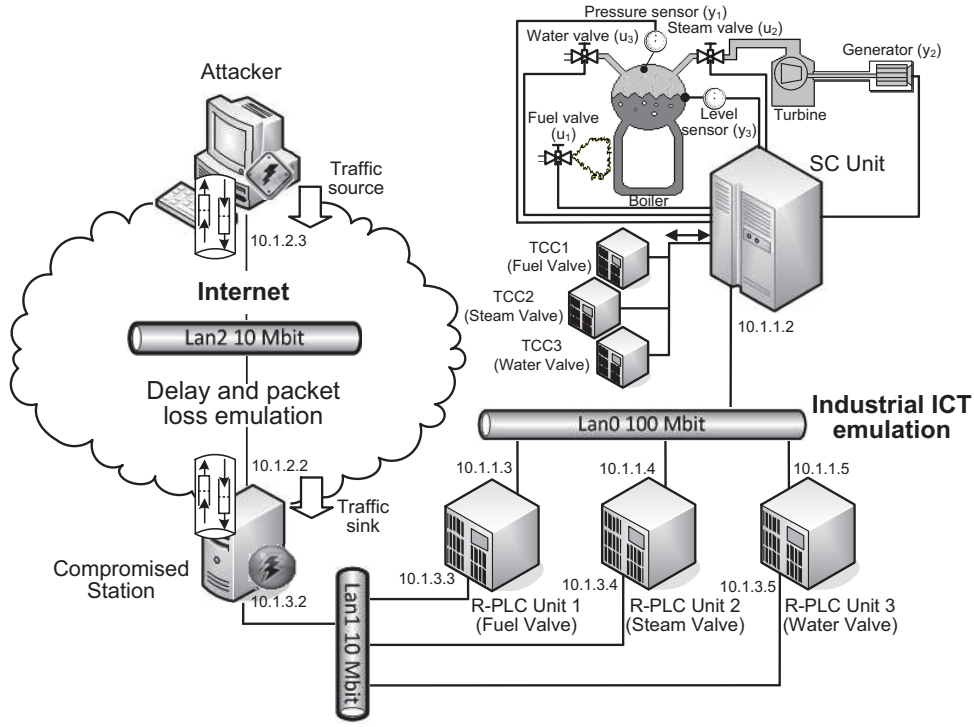 Attacker
Traffic
source
10.1.2.3
Internet
Lan2 10 Mbit
Delay and packet
loss emulation
10.1.2.2
Traffic
sink
Compromised
Station
10.1.3.2
Lan1 10 Mbit
Pressure sensor (y₁)
Water valve (u₃)
Steam valve (u₂)
Generator (y₂)
Fuel valve
(u₁)
Level
sensor (y₃)
Turbine
Boiler
SC Unit
TCC1
(Fuel Valve)
TCC2
(Steam Valve)
TCC3
(Water Valve)
10.1.1.2
Industrial ICT
emulation
Lan0 100 Mbit
10.1.1.3
10.1.1.4
10.1.1.5
10.1.3.3
10.1.3.4
10.1.3.5
R-PLC Unit 1
(Fuel Valve)
R-PLC Unit 2
(Steam Valve)
R-PLC Unit 3
(Water Valve)